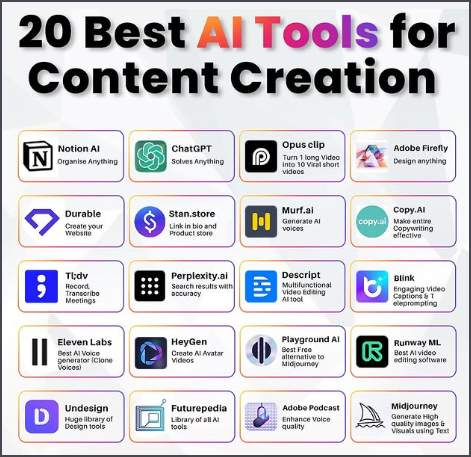 20 Best AI Tools for
Content Creation
Notion AI
Organise Anything
ChatGPT
Solves Anything
Opus clip
Turn 1 long Video
Into 10 Viral short
videos
Adobe Firefly
Design anything
Durable
Create your
Website
Stan.store
Link in bio and
Product store
Murf.ai
Generate AI
voices
copy.ai
Copy.AI
Make entire
Copywriting
effective
Tl;dv
Record,
Transcribe
Meetings
Perplexity.ai
Search results with
accuracy
Descript
Multifunctional
Video Editing
AI tool
Blink
Engaging Video
Captions & T
eleprompting
Eleven Labs
Best AI Voice
generator (Clone
Voices)
HeyGen
Create AI Avatar
Videos
Playground AI
Best Free
alternative to
Midjourney
Runway ML
Best AI video
editing software
Undesign
Huge library of
Design tools
Futurepedia
Library of all AI
tools
Adobe Podcast
Enhance Voice
quality
Midjourney
Generate High
quality images &
Visuals using Text